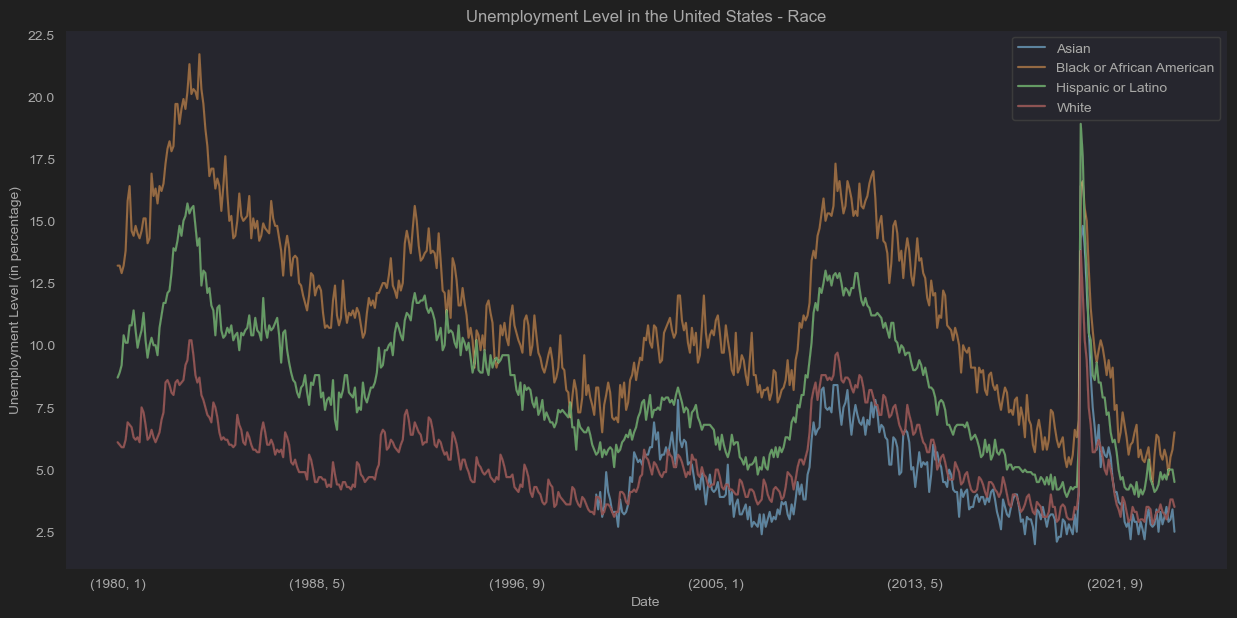 Unemployment Level in the United States - Race
Asian
Black or African American
Hispanic or Latino
White
Unemployment Level (in percentage)
22.5
20.0
17.5
15.0
12.5
10.0
7.5
5.0
2.5
(1980, 1)
(1988, 5)
(1996, 9)
(2005, 1)
(2013, 5)
(2021, 9)
Date